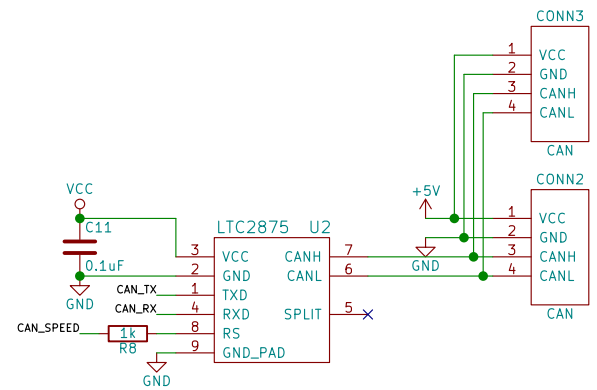 CONN3
1 VCC
2 GND
3 CANH
4 CANL
CAN
CONN2
+5V
1 VCC
2 GND
3 CANH
4 CANL
CAN
GND
VCC
C11
0.1uF
GND
LTC2875 U2
3 VCC CANH 7
2 GND CANL 6
CAN_TX 1 TXD
CAN_RX 4 RXD SPLIT 5
CAN_SPEED 1k 8 RS
R8
9 GND_PAD
GND